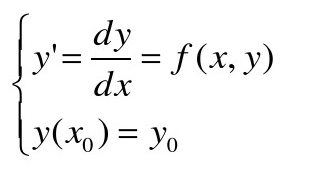 y' = dy/dx = f(x, y)
y(x₀) = y₀